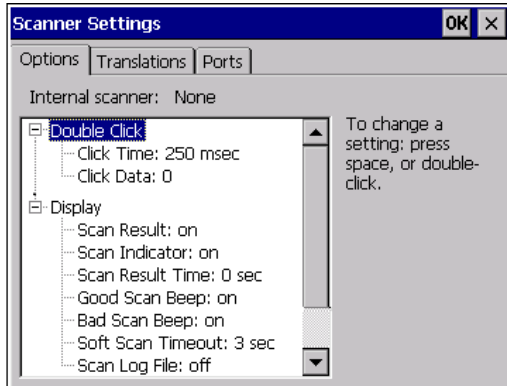 Scanner Settings OK
Options Translations Ports
Internal scanner: None
Double Click
Click Time: 250 msec
Click Data: 0
Display
Scan Result: on
Scan Indicator: on
Scan Result Time: 0 sec
Good Scan Beep: on
Bad Scan Beep: on
Soft Scan Timeout: 3 sec
Scan Log File: off
To change a
setting: press
space, or double-
click.